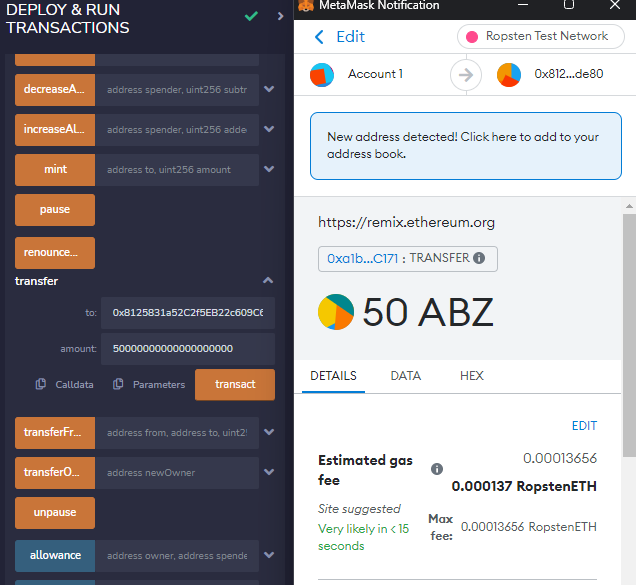 DEPLOY & RUN
TRANSACTIONS
decreaseA...
address spender, uint256 subtr
increaseAl...
address spender, uint256 adde
mint
address to, uint256 amount
pause
renounce...
transfer
to:
0x8125831a52C2f5EB22c609C6
amount:
50000000000000000000
Calldata
Parameters
transact
transferFr...
address from, address to, uint25
transferO...
address newOwner
unpause
allowance
address owner, address spende
MetaMask Notification
Edit
Ropsten Test Network
Account 1
0x812...de80
New address detected! Click here to add to your
address book.
https://remix.ethereum.org
0xa1b...C171 : TRANSFER
50 ABZ
DETAILS
DATA
HEX
EDIT
Estimated gas
fee
0.00013656
0.000137 RopstenETH
Site suggested
Very likely in < 15
seconds
Max
fee:
0.00013656 RopstenETH